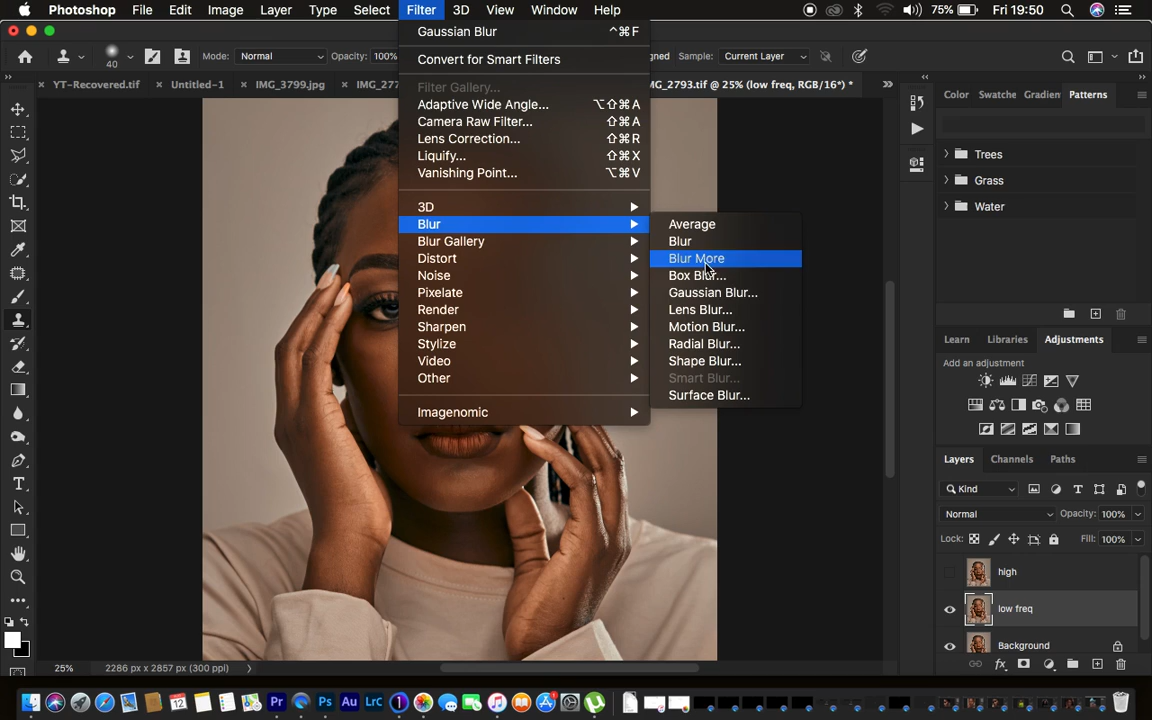 Photoshop File Edit Image Layer Type Select Filter 3D View Window Help 75% Fri 19:50
40 Mode: Normal Opacity: 100% Sample: Current Layer
YT-Recovered.tif Untitled-1 IMG_3799.jpg @ 25% (low freq, RGB/16*) *
Gaussian Blur ^⌘F
Convert for Smart Filters
Filter Gallery...
Adaptive Wide Angle... ⌥⇧⌘A
Camera Raw Filter... ⇧⌘A
Lens Correction... ⇧⌘R
Liquify... ⇧⌘X
Vanishing Point... ⌥⌘V
3D
Blur
Blur Gallery
Distort
Noise
Pixelate
Render
Sharpen
Stylize
Video
Other
Imagenomic
Average
Blur
Blur More
Box Blur...
Gaussian Blur...
Lens Blur...
Motion Blur...
Radial Blur...
Shape Blur...
Smart Blur...
Surface Blur...
Color Swatche Gradien Patterns
Trees
Grass
Water
Learn Libraries Adjustments
Add an adjustment
Layers Channels Paths
Kind
Normal Opacity: 100%
Lock: Fill: 100%
high
low freq
Background
25% 2286 px x 2857 px (300 ppi)
12 Pr Ps Au Lrc